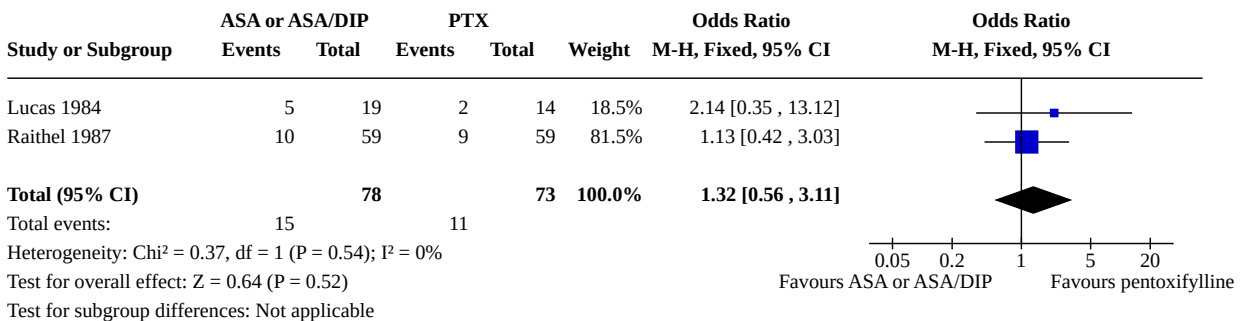 ASA or ASA/DIP PTX Odds Ratio Odds Ratio
Study or Subgroup Events Total Events Total Weight M-H, Fixed, 95% CI M-H, Fixed, 95% CI
Lucas 1984 5 19 2 14 18.5% 2.14 [0.35 , 13.12]
Raithel 1987 10 59 9 59 81.5% 1.13 [0.42 , 3.03]
Total (95% CI) 78 73 100.0% 1.32 [0.56 , 3.11]
Total events: 15 11
Heterogeneity: Chi² = 0.37, df = 1 (P = 0.54); I² = 0%
0.05 0.2 1 5 20
Test for overall effect: Z = 0.64 (P = 0.52) Favours ASA or ASA/DIP Favours pentoxifylline
Test for subgroup differences: Not applicable